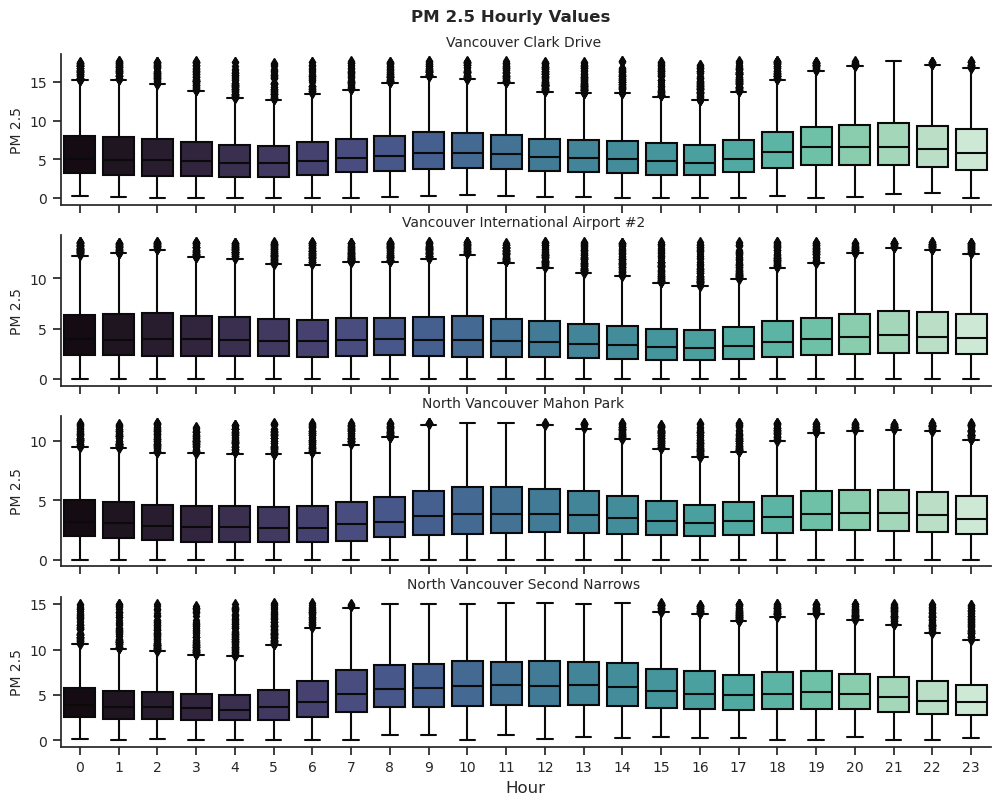 PM 2.5 Hourly Values
Vancouver Clark Drive
PM 2.5
15
10
5
0
Vancouver International Airport #2
PM 2.5
10
5
0
North Vancouver Mahon Park
PM 2.5
10
5
0
North Vancouver Second Narrows
PM 2.5
15
10
5
0
0 1 2 3 4 5 6 7 8 9 10 11 12 13 14 15 16 17 18 19 20 21 22 23
Hour